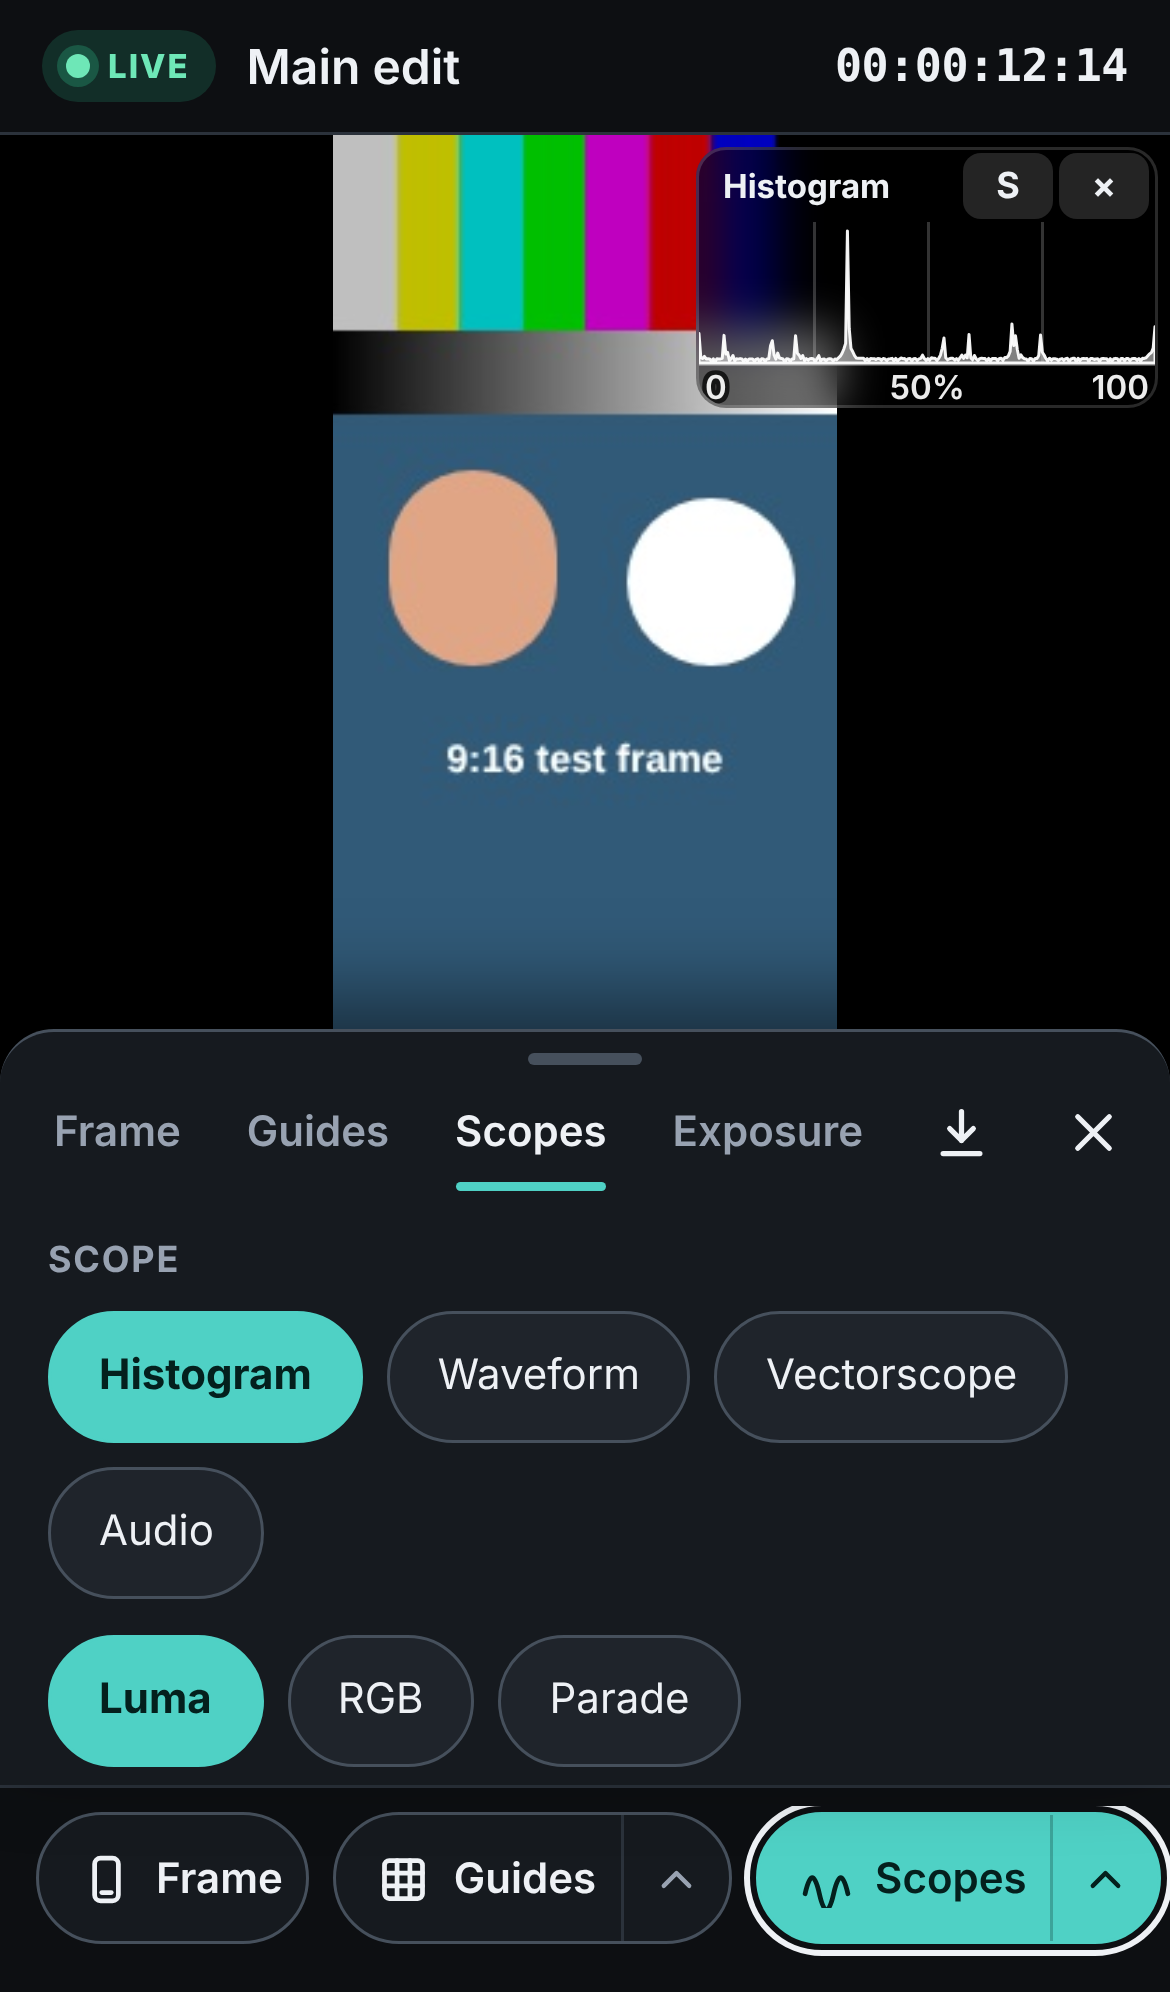 LIVE Main edit 00:00:12:14
Histogram S ×
0 50% 100
9:16 test frame
Frame Guides Scopes Exposure
SCOPE
Histogram Waveform Vectorscope
Audio
Luma RGB Parade
Frame Guides Scopes